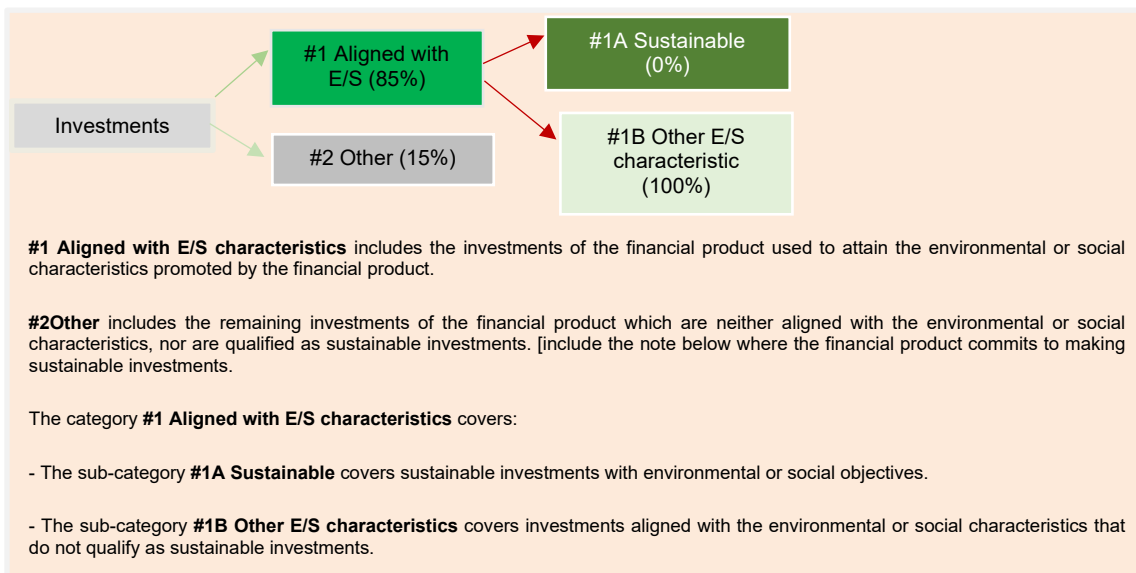 #1 Aligned with
E/S (85%)
#1A Sustainable
(0%)
Investments
#2 Other (15%)
#1B Other E/S
characteristic
(100%)
#1 Aligned with E/S characteristics includes the investments of the financial product used to attain the environmental or social
characteristics promoted by the financial product.
#2Other includes the remaining investments of the financial product which are neither aligned with the environmental or social
characteristics, nor are qualified as sustainable investments. [include the note below where the financial product commits to making
sustainable investments.
The category #1 Aligned with E/S characteristics covers:
- The sub-category #1A Sustainable covers sustainable investments with environmental or social objectives.
- The sub-category #1B Other E/S characteristics covers investments aligned with the environmental or social characteristics that
do not qualify as sustainable investments.